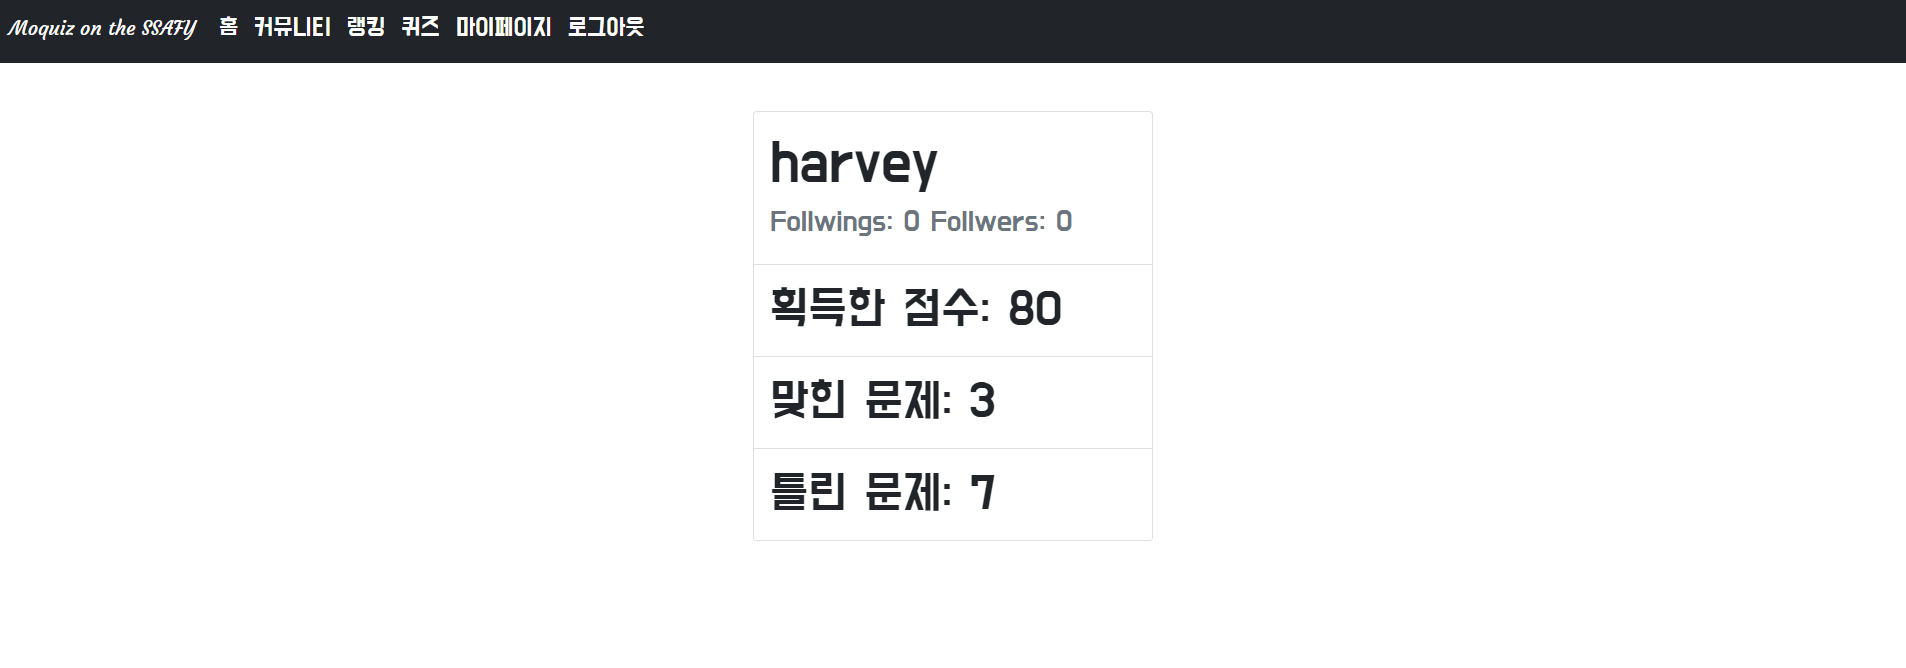 Moquiz on the SSAFY 홈 커뮤니티 랭킹 퀴즈 마이페이지 로그아웃
harvey
Follwings: 0 Follwers: 0
획득한 점수: 80
맞힌 문제: 3
틀린 문제: 7